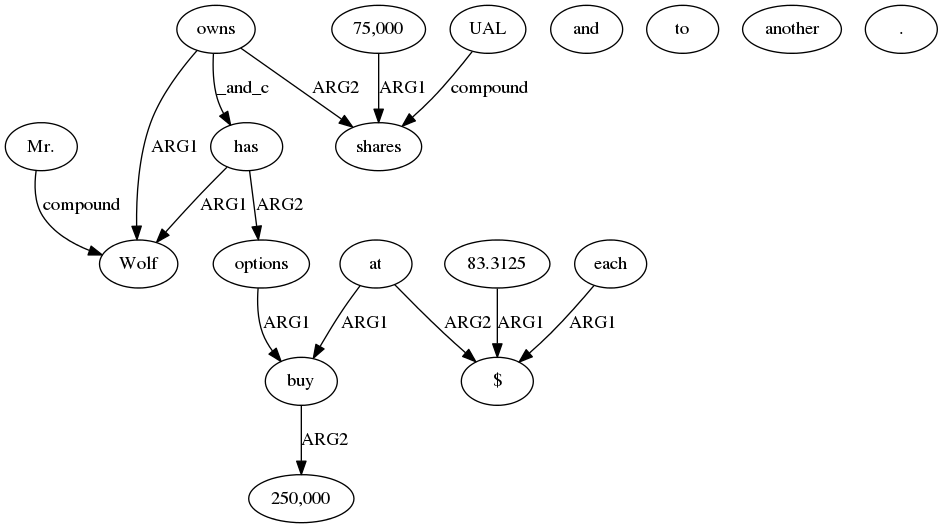 owns 75,000 UAL and to another .
_and_c ARG2 ARG1 compound
Mr. ARG1 has shares
compound ARG1 ARG2
Wolf options at 83.3125 each
ARG1 ARG1 ARG2 ARG1 ARG1
buy $
ARG2
250,000